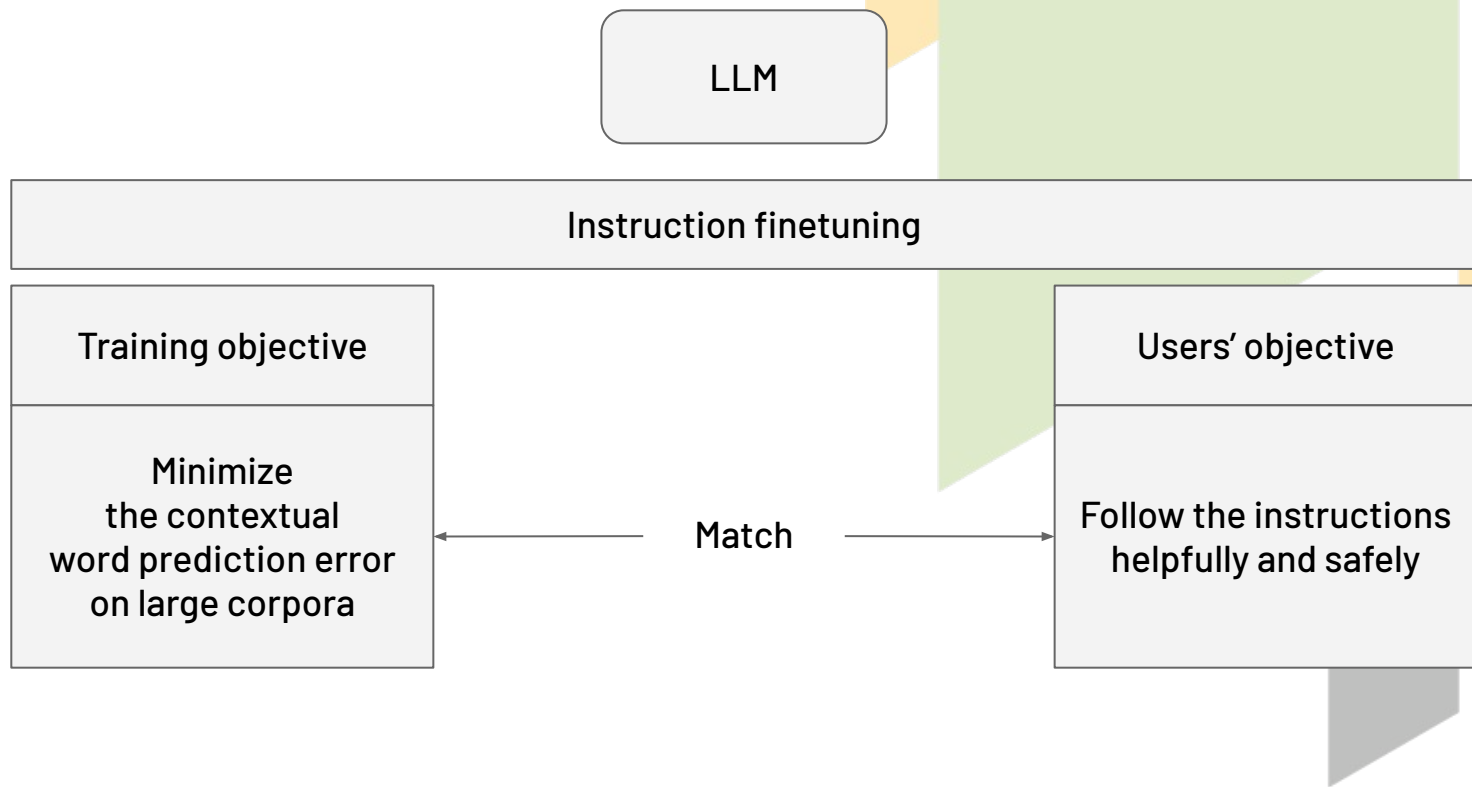 LLM
Instruction finetuning
Training objective
Users’ objective
Minimize
the contextual
word prediction error
on large corpora
Match
Follow the instructions
helpfully and safely